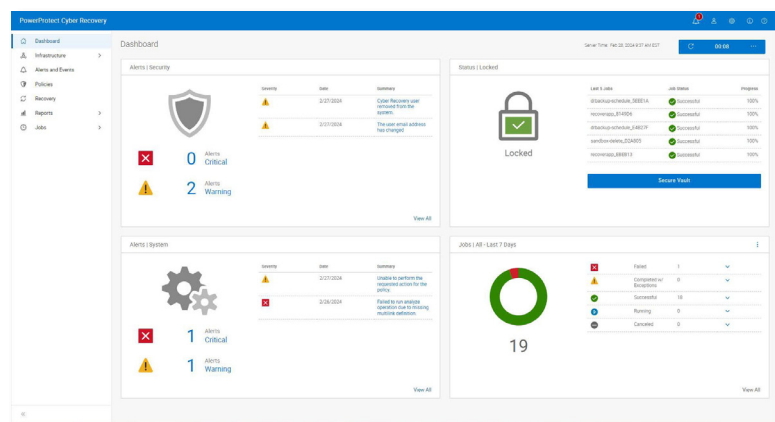 PowerProtect Cyber Recovery
Dashboard
Infrastructure
Alerts and Events
Policies
Recovery
Reports
Jobs
Dashboard
Server Time: Feb 28, 2024 8:37 AM EST
00:08
Alerts | Security
Severity Date Summary
2/27/2024 Cyber Recovery user
removed from the
system.
2/27/2024 The user email address
has changed
0 Alerts
Critical
2 Alerts
Warning
View All
Status | Locked
Locked
Last 5 Jobs Job Status Progress
Successful 100%
Successful 100%
Successful 100%
Successful 100%
Successful 100%
Secure Vault
Alerts | System
Severity Date Summary
2/27/2024 Unable to perform the
requested action for the
policy.
2/26/2024 Failed to run analyze
operation due to missing
multilink definition.
1 Alerts
Critical
1 Alerts
Warning
View All
Jobs | All - Last 7 Days
19
Failed 1
Completed w/ 0
Exceptions
Successful 18
Running 0
Canceled 0
View All